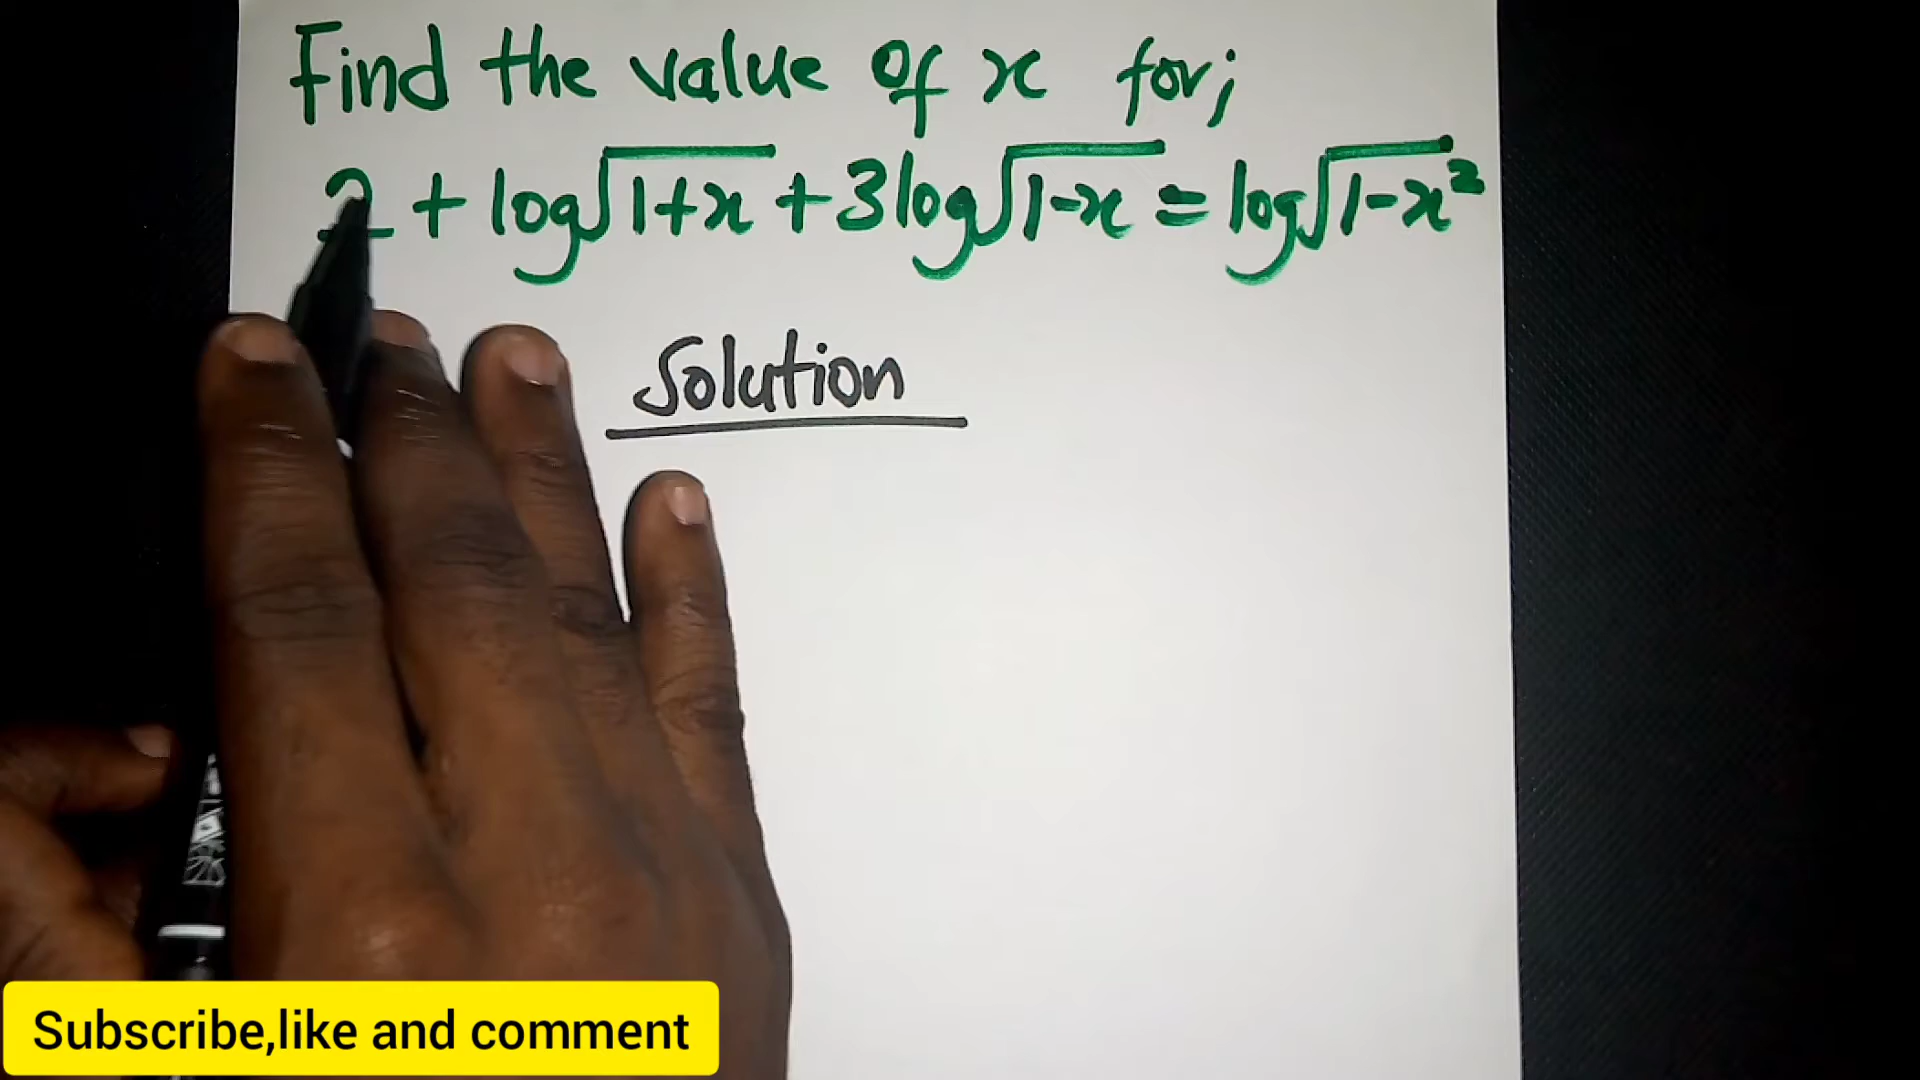 Find the value of x for;
2 + log√(1+x) + 3log√(1-x) = log√(1-x²)
Solution
Subscribe,like and comment